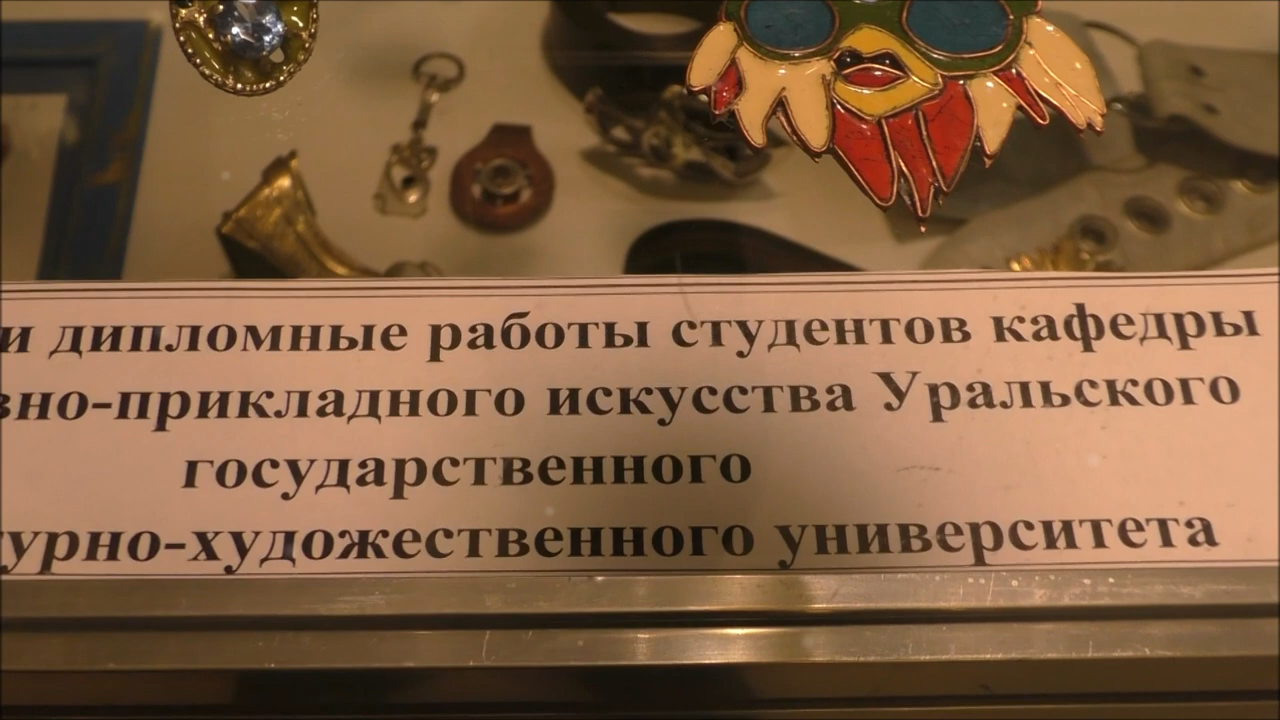 и дипломные работы студентов кафедры
вно-прикладного искусства Уральского
государственного
урно-художественного университета